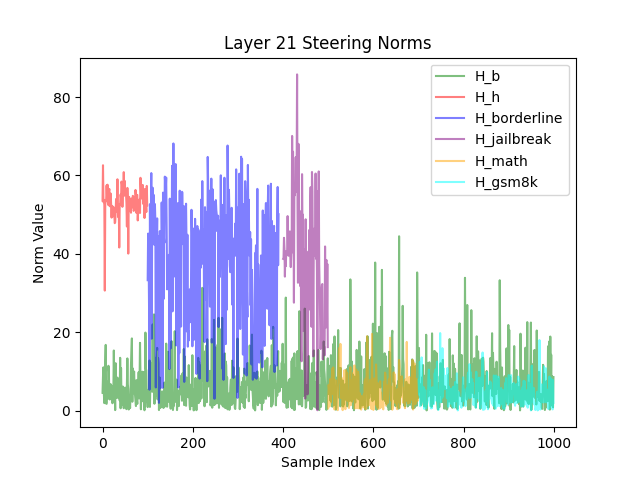 Layer 21 Steering Norms
H_b
H_h
H_borderline
H_jailbreak
H_math
H_gsm8k
80
60
40
20
0
Norm Value
0 200 400 600 800 1000
Sample Index